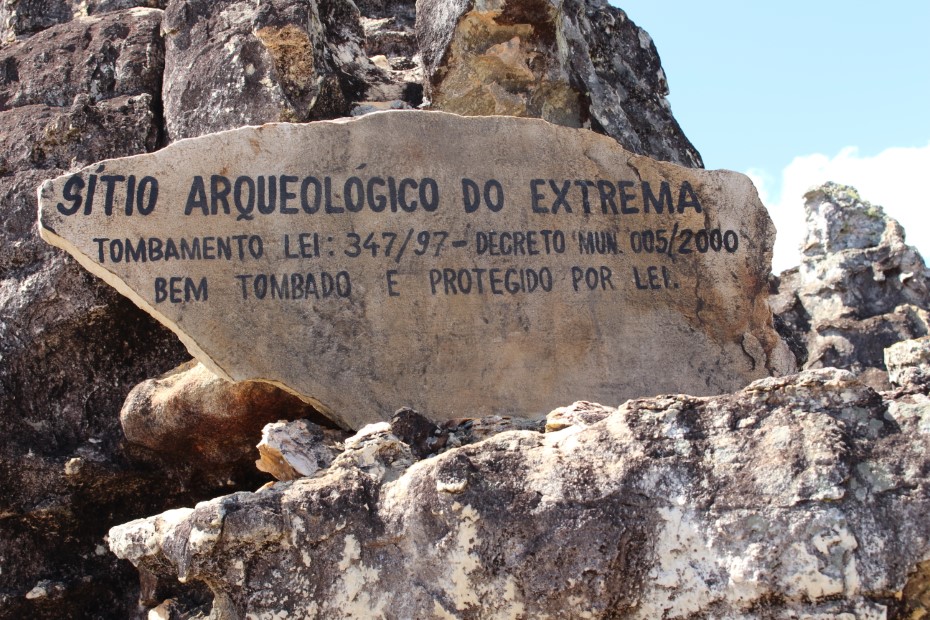 SÍTIO ARQUEOLÓGICO DO EXTREMA
TOMBAMENTO LEI: 347/97 - DECRETO MUN. 005/2000
BEM TOMBADO E PROTEGIDO POR LEI.